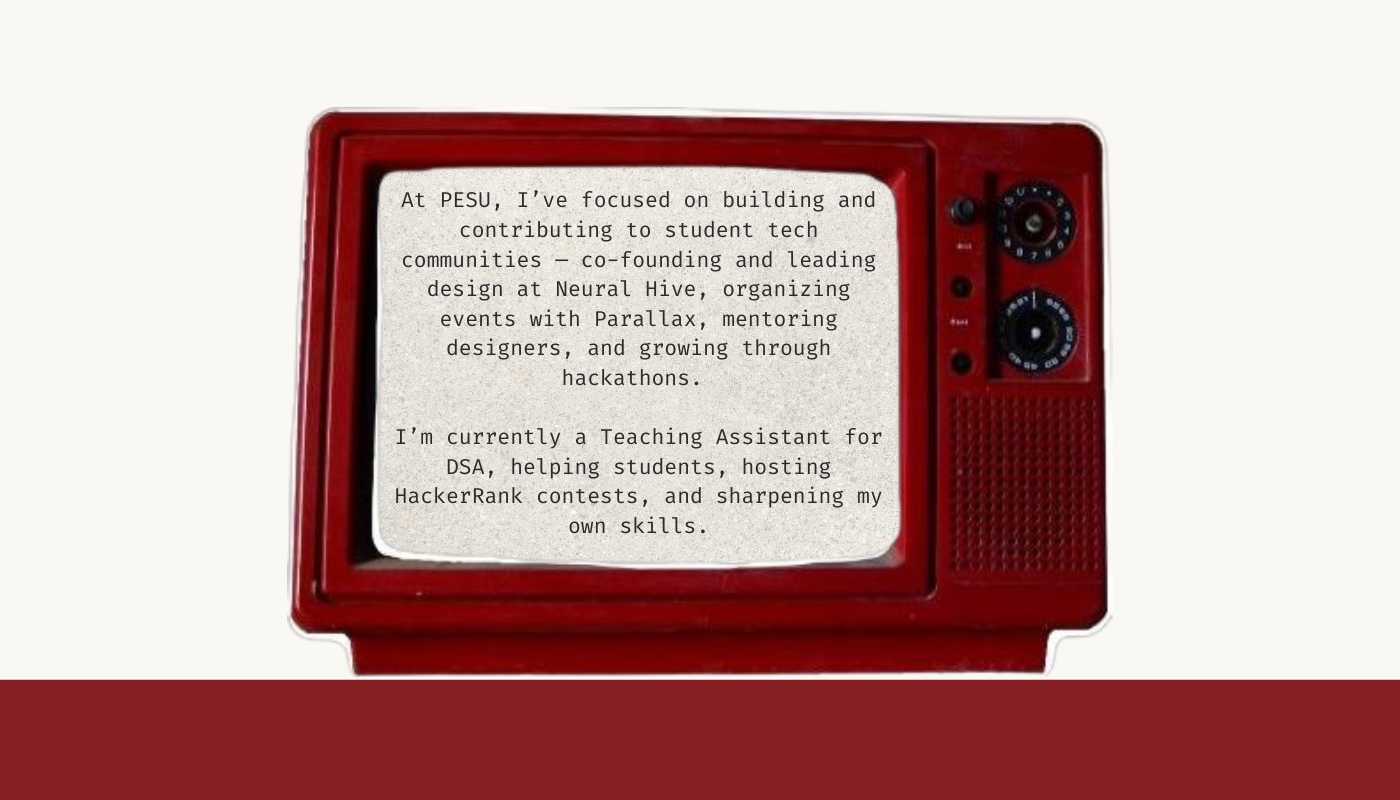 At PESU, I’ve focused on building and
contributing to student tech
communities — co-founding and leading
design at Neural Hive, organizing
events with Parallax, mentoring
designers, and growing through
hackathons.
I’m currently a Teaching Assistant for
DSA, helping students, hosting
HackerRank contests, and sharpening my
own skills.